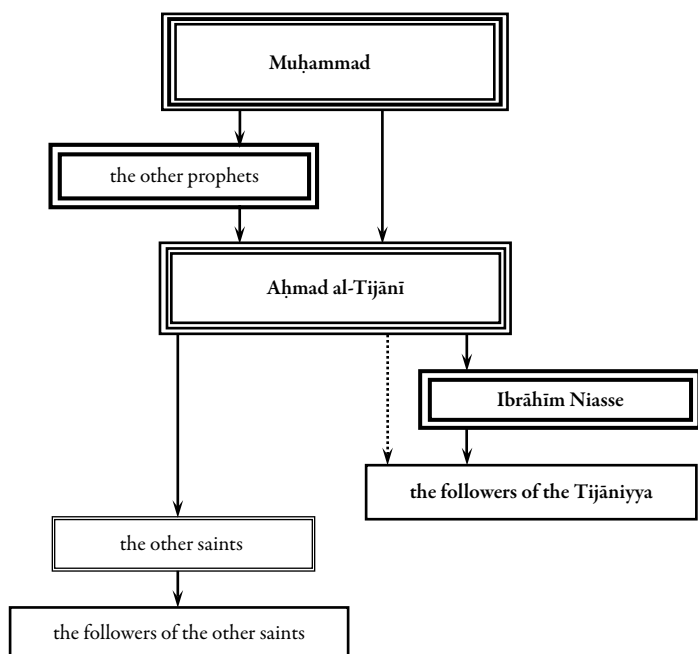 Muḥammad
the other prophets
Aḥmad al-Tijānī
Ibrāhīm Niasse
the followers of the Tijāniyya
the other saints
the followers of the other saints